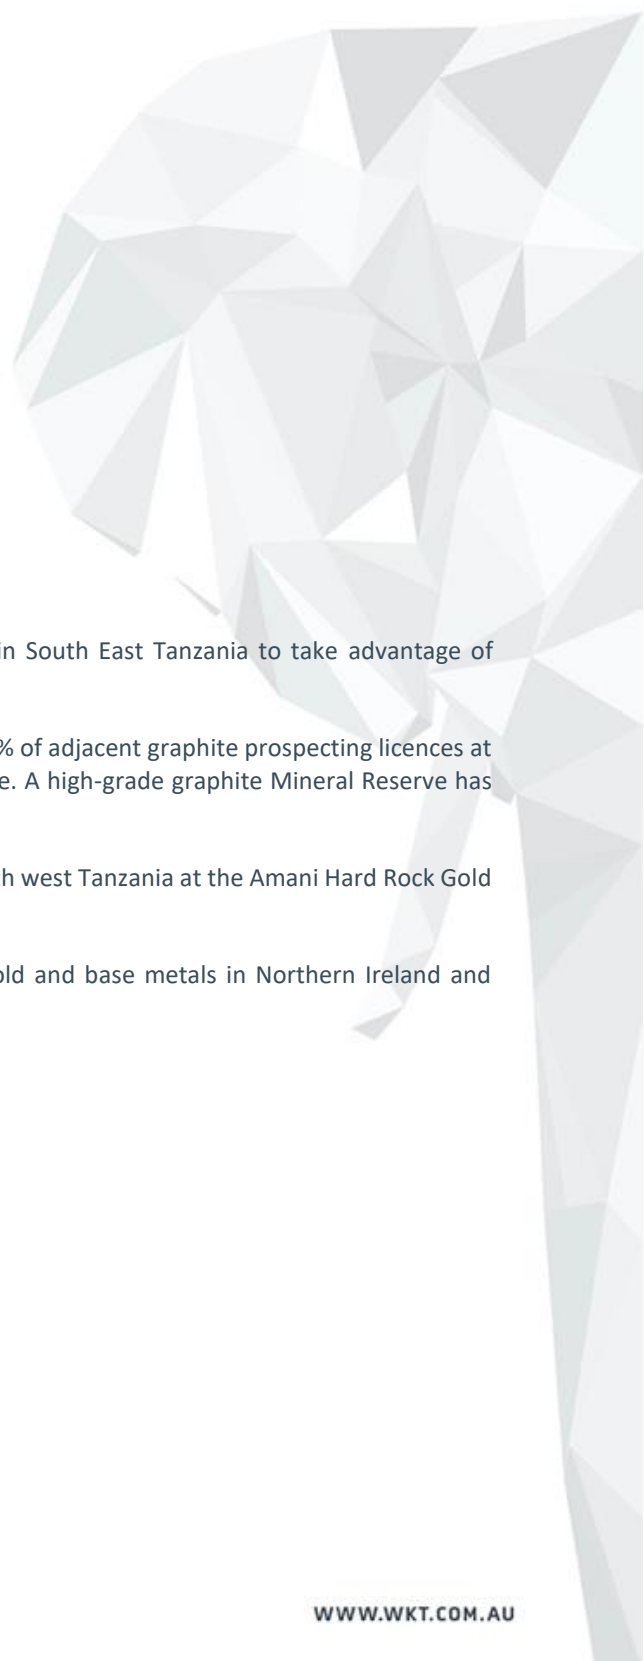 in South East Tanzania to take advantage of
% of adjacent graphite prospecting licences at
e. A high-grade graphite Mineral Reserve has
th west Tanzania at the Amani Hard Rock Gold
old and base metals in Northern Ireland and
WWW.WKT.COM.AU